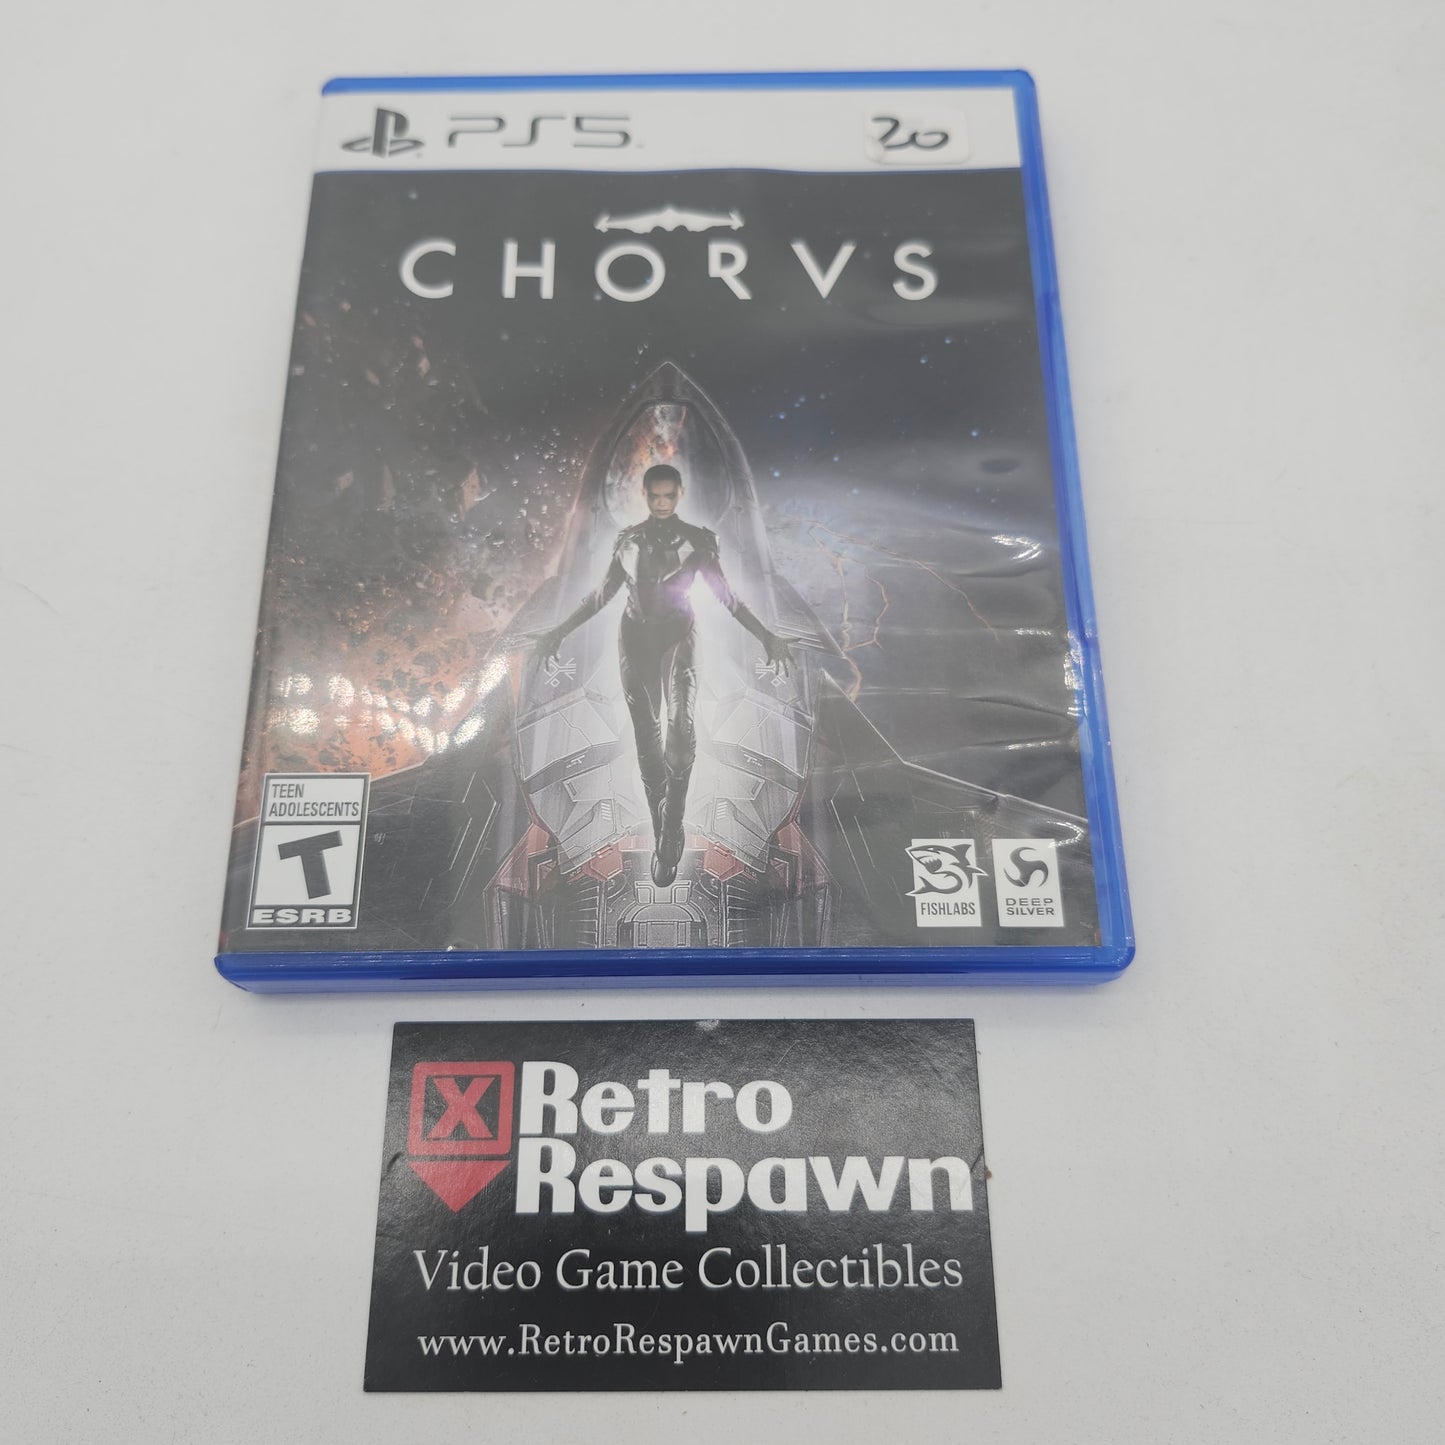 PS5
20
CHORVS
TEEN
ADOLESCENTS
T
ESRB
FISHLABS
DEEP
SILVER
X
Retro
Respawn
Video Game Collectibles
www.RetroRespawnGames.com